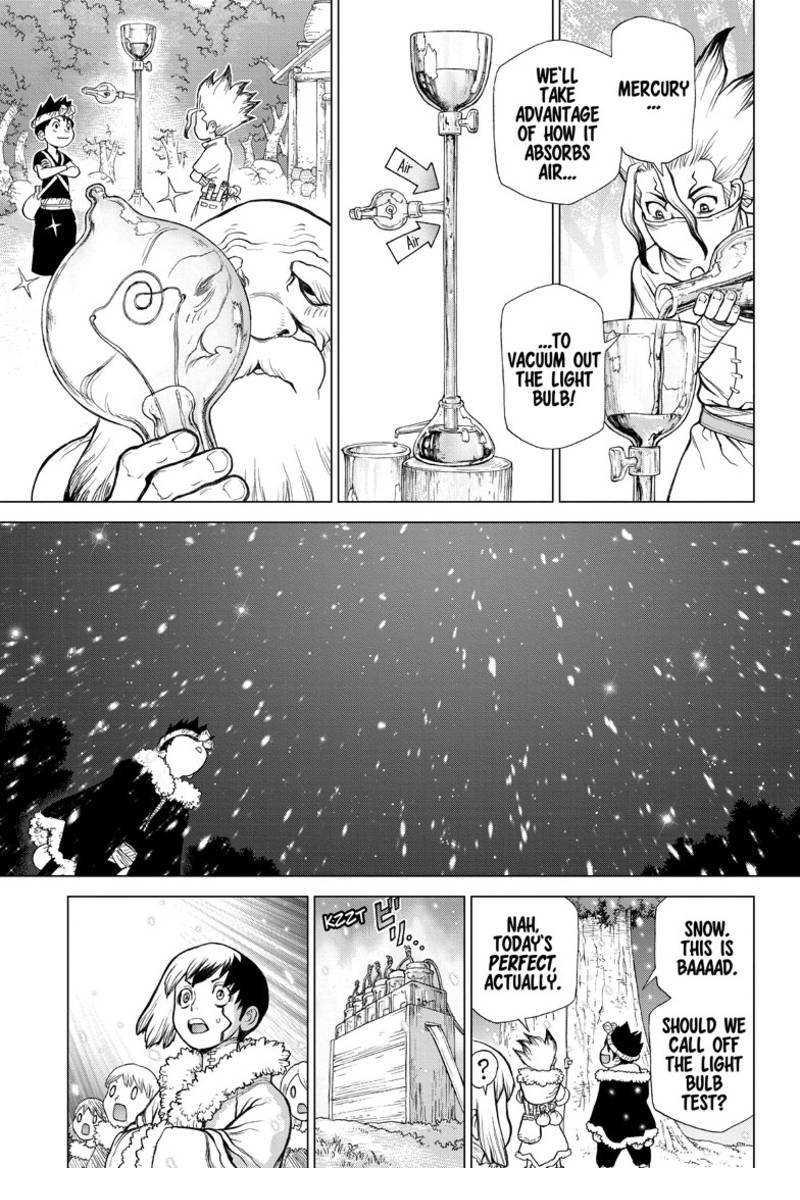 MERCURY
...
WE'LL
TAKE
ADVANTAGE
OF HOW IT
ABSORBS
AIR...
Air
Air
...TO
VACUUM OUT
THE LIGHT
BULB!
SNOW.
THIS IS
BAAAAD.
SHOULD WE
CALL OFF
THE LIGHT
BULB
TEST?
NAH,
TODAY'S
PERFECT,
ACTUALLY.
?
KZZT
ビリ...